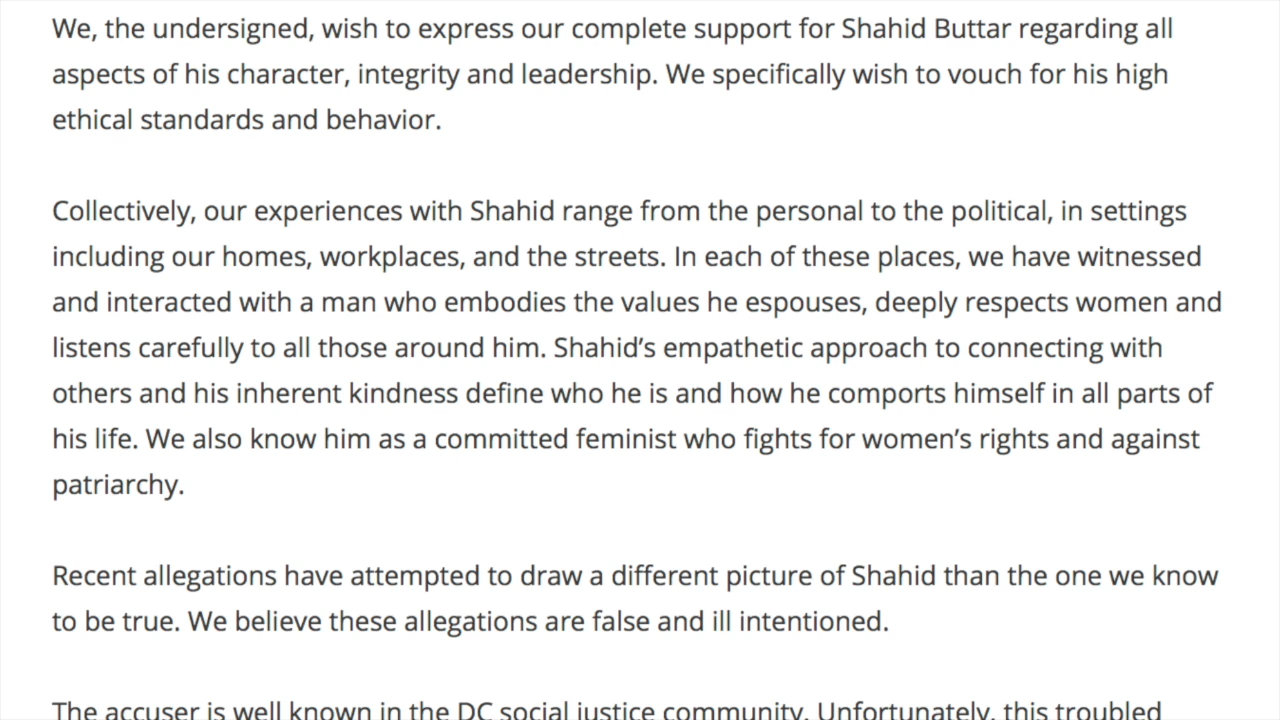 We, the undersigned, wish to express our complete support for Shahid Buttar regarding all
aspects of his character, integrity and leadership. We specifically wish to vouch for his high
ethical standards and behavior.
Collectively, our experiences with Shahid range from the personal to the political, in settings
including our homes, workplaces, and the streets. In each of these places, we have witnessed
and interacted with a man who embodies the values he espouses, deeply respects women and
listens carefully to all those around him. Shahid’s empathetic approach to connecting with
others and his inherent kindness define who he is and how he comports himself in all parts of
his life. We also know him as a committed feminist who fights for women’s rights and against
patriarchy.
Recent allegations have attempted to draw a different picture of Shahid than the one we know
to be true. We believe these allegations are false and ill intentioned.
The accuser is well known in the DC social justice community. Unfortunately, this troubled